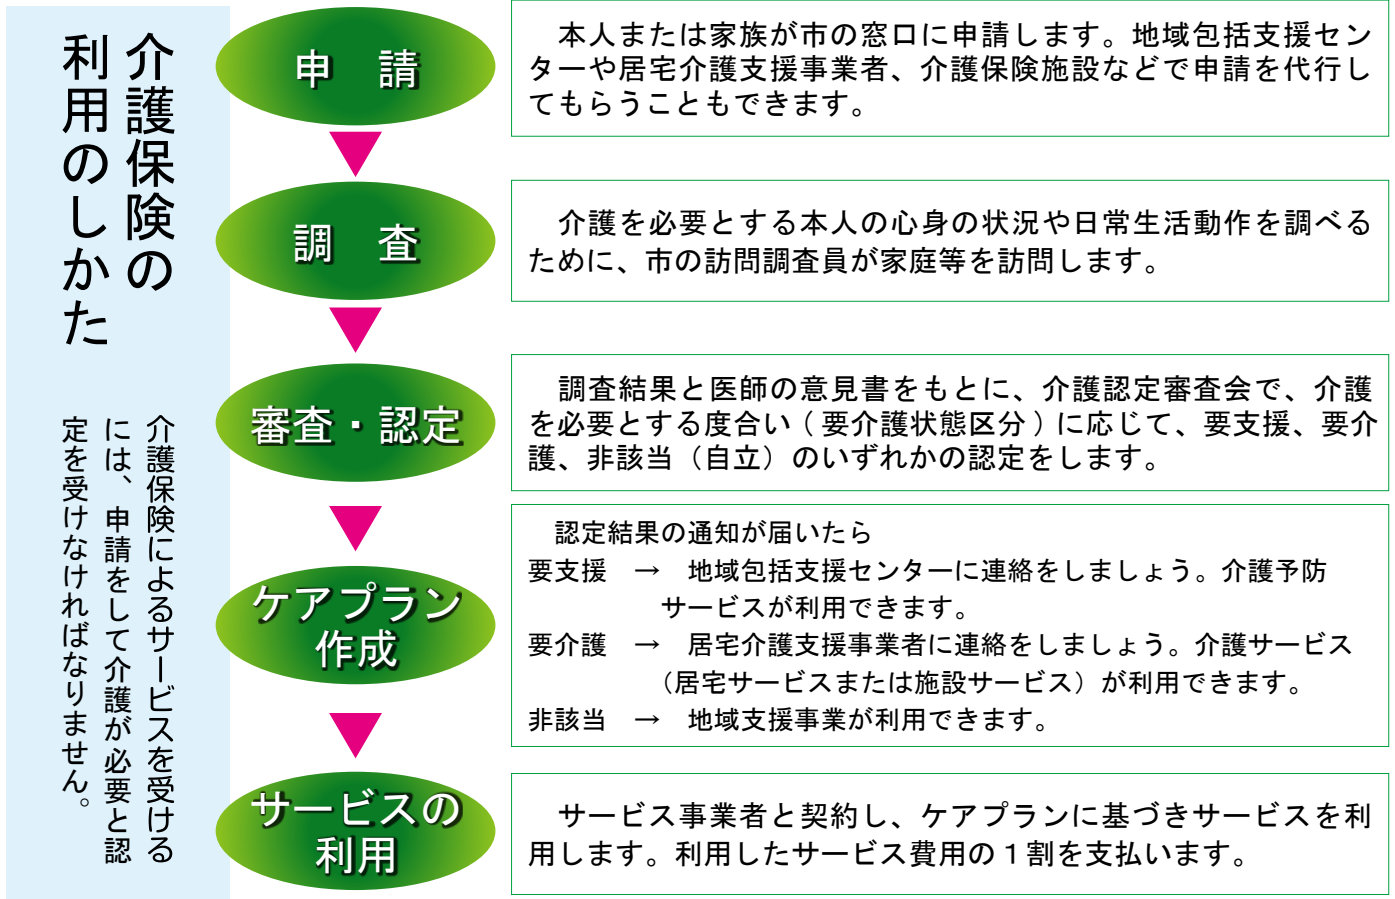 介護保険の
利用のしかた
介護保険によるサービスを受ける
には、申請をして介護が必要と認
定を受けなければなりません。
申　請
本人または家族が市の窓口に申請します。地域包括支援セン
ターや居宅介護支援事業者、介護保険施設などで申請を代行し
てもらうこともできます。
調　査
介護を必要とする本人の心身の状況や日常生活動作を調べる
ために、市の訪問調査員が家庭等を訪問します。
審査・認定
調査結果と医師の意見書をもとに、介護認定審査会で、介護
を必要とする度合い(要介護状態区分)に応じて、要支援、要介
護、非該当（自立）のいずれかの認定をします。
ケアプラン
作成
認定結果の通知が届いたら
要支援　→　地域包括支援センターに連絡をしましょう。介護予防
サービスが利用できます。
要介護　→　居宅介護支援事業者に連絡をしましょう。介護サービス
（居宅サービスまたは施設サービス）が利用できます。
非該当　→　地域支援事業が利用できます。
サービスの
利用
サービス事業者と契約し、ケアプランに基づきサービスを利
用します。利用したサービス費用の１割を支払います。